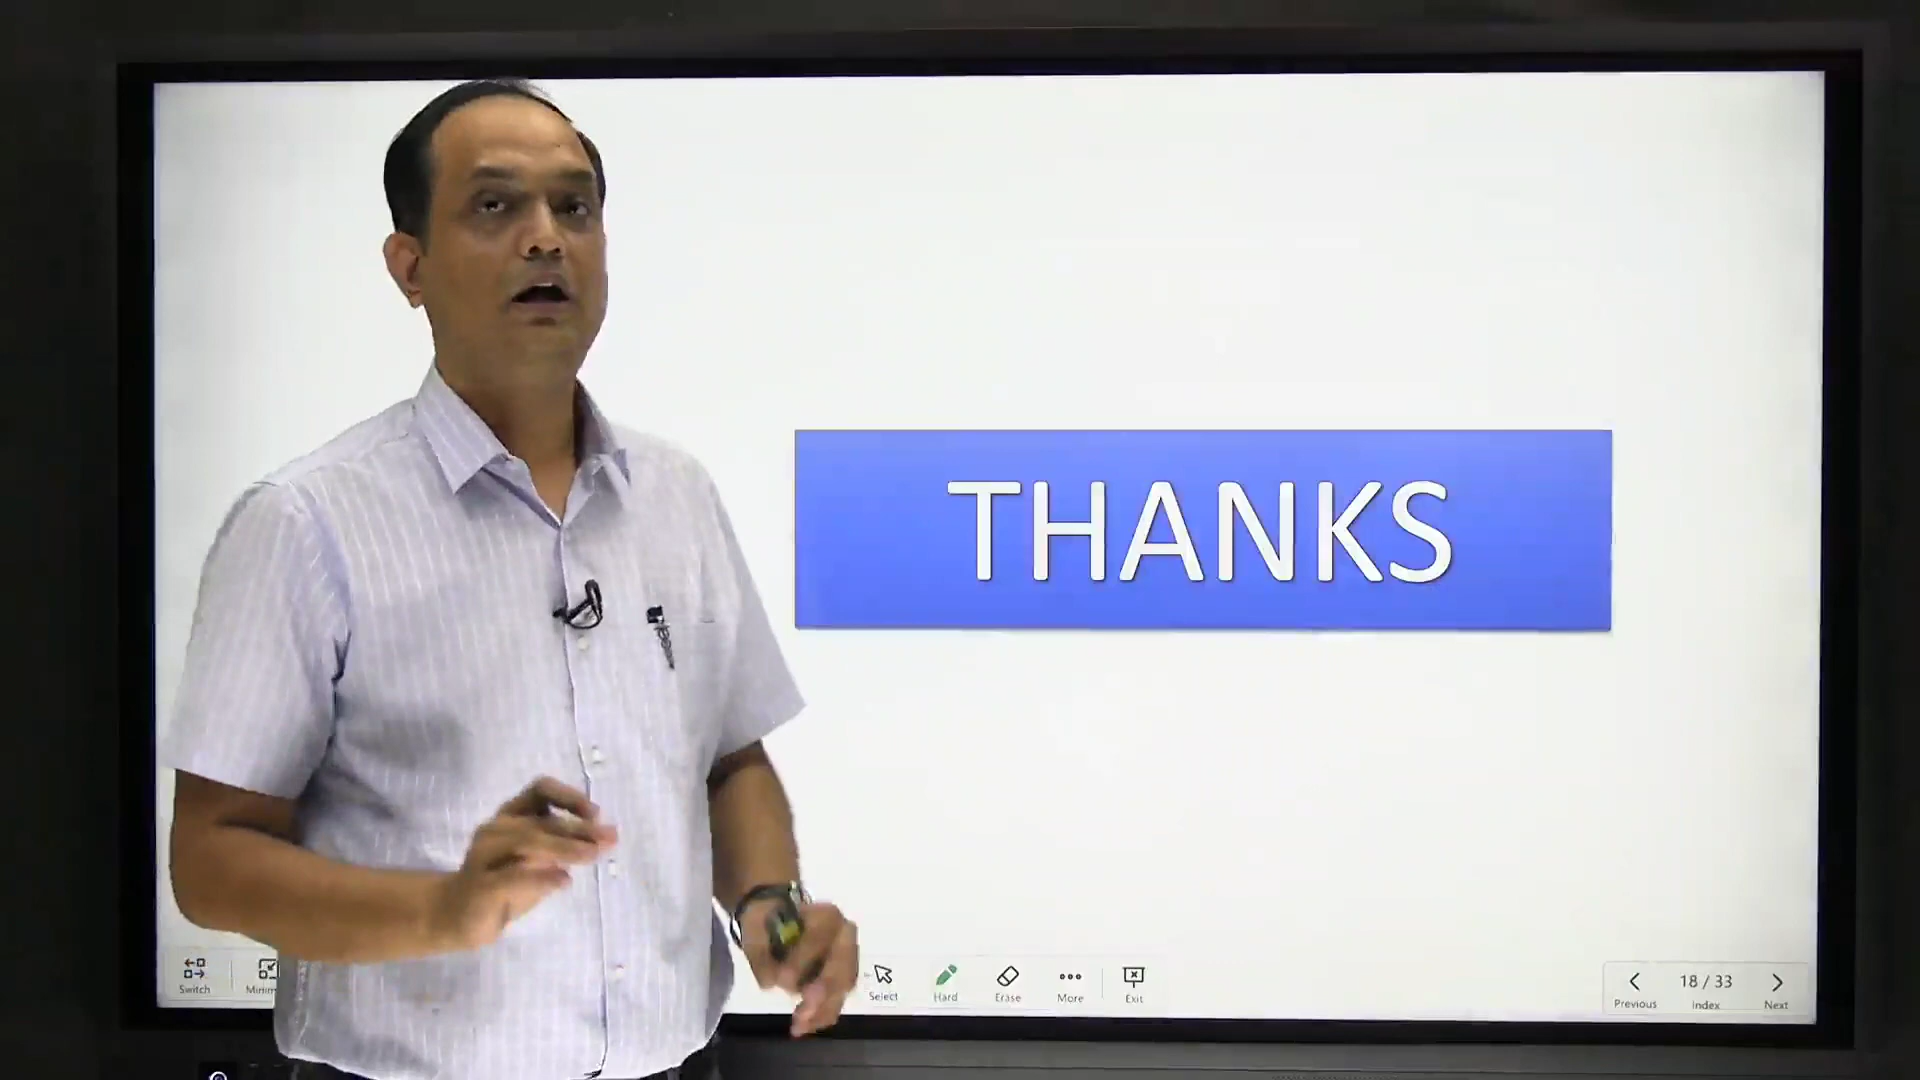 THANKS
Switch
Select
Hard
Erase
More
Exit
18 / 33
Previous
Index
Next